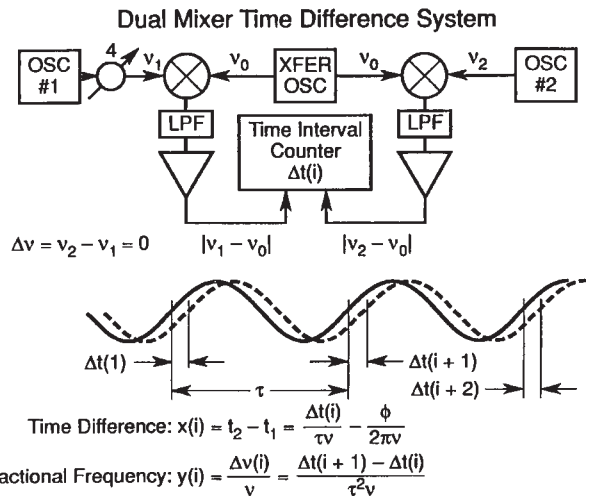 Dual Mixer Time Difference System
OSC #1
4
ν₁
ν₀
XFER OSC
ν₀
ν₂
OSC #2
LPF
LPF
Time Interval
Counter
Δt(i)
Δν = ν₂ – ν₁ = 0
|ν₁ – ν₀|
|ν₂ – ν₀|
Δt(1)
Δt(i + 1)
τ
Δt(i + 2)
Time Difference: x(i) = t₂ – t₁ = Δt(i)/τν – φ/2πν
actional Frequency: y(i) = Δν(i)/ν = Δt(i + 1) – Δt(i)/τ²ν